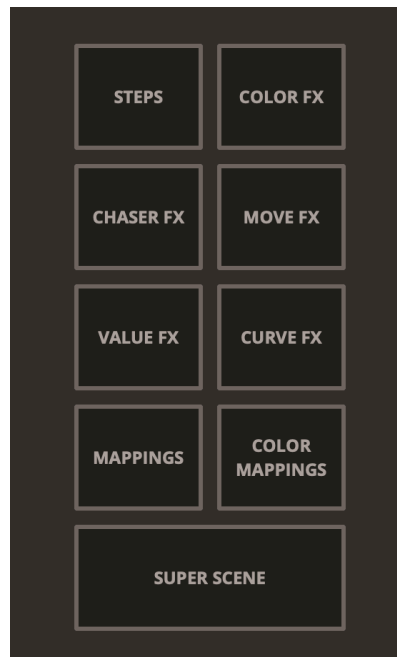 STEPS
COLOR FX
CHASER FX
MOVE FX
VALUE FX
CURVE FX
MAPPINGS
COLOR
MAPPINGS
SUPER SCENE